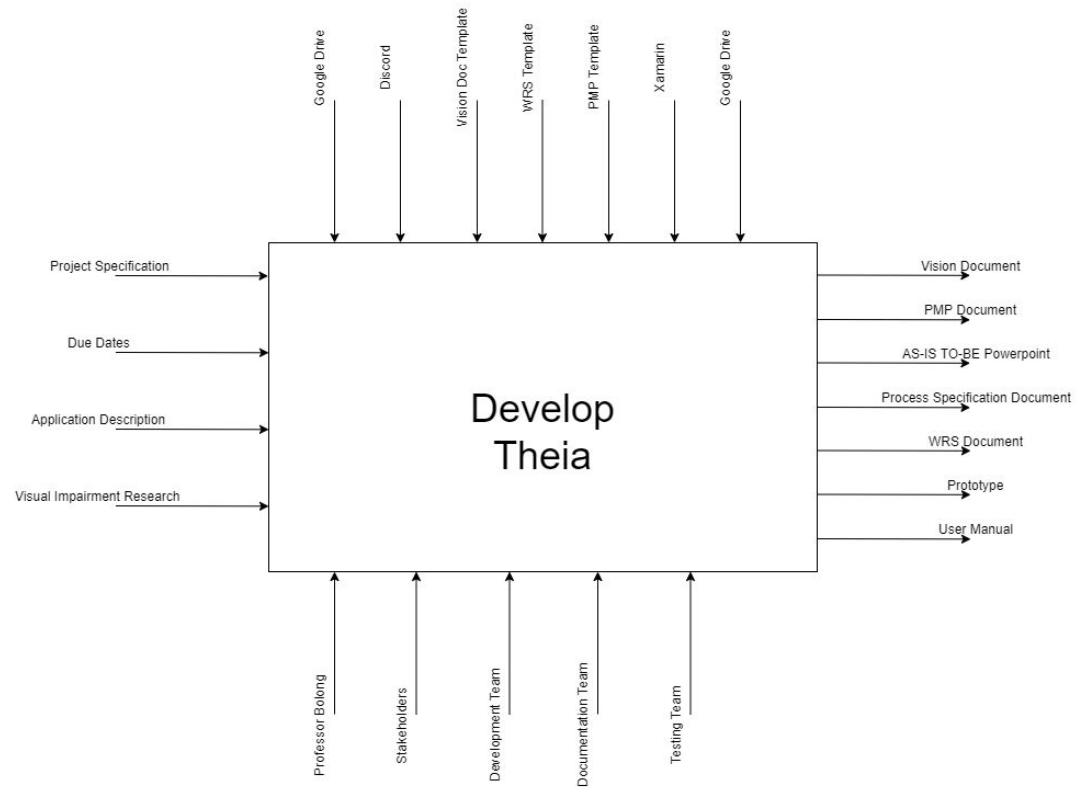 Google Drive
Discord
Vision Doc Template
WRS Template
PMP Template
Xamarin
Google Drive
Project Specification
Due Dates
Application Description
Visual Impairment Research
Develop
Theia
Vision Document
PMP Document
AS-IS TO-BE Powerpoint
Process Specification Document
WRS Document
Prototype
User Manual
Professor Bolong
Stakeholders
Development Team
Documentation Team
Testing Team